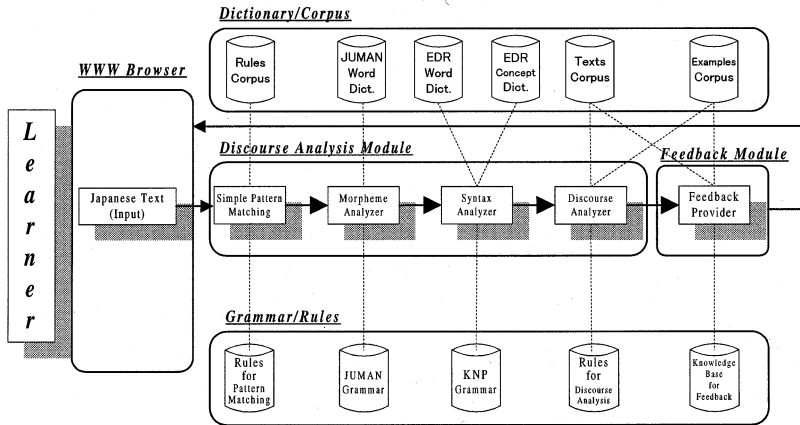 Dictionary/Corpus
Rules
Corpus
JUMAN
Word
Dict.
EDR
Word
Dict.
EDR
Concept
Dict.
Texts
Corpus
Examples
Corpus
WWW Browser
Learner
Discourse Analysis Module
Feedback Module
Japanese Text
(Input)
Simple Pattern
Matching
Morpheme
Analyzer
Syntax
Analyzer
Discourse
Analyzer
Feedback
Provider
Grammar/Rules
Rules
for
Pattern
Matching
JUMAN
Grammar
KNP
Grammar
Rules
for
Discourse
Analysis
Knowledge
Base
for
Feedback